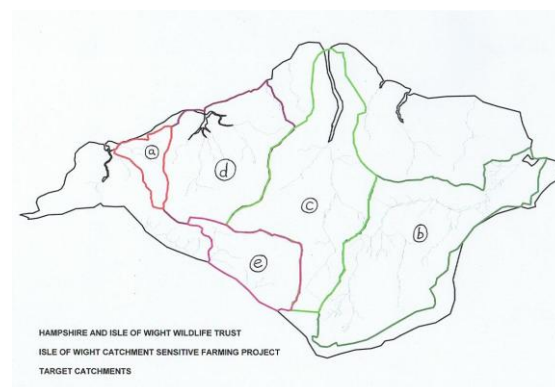 a
d
c
b
e
HAMPSHIRE AND ISLE OF WIGHT WILDLIFE TRUST
ISLE OF WIGHT CATCHMENT SENSITIVE FARMING PROJECT
TARGET CATCHMENTS